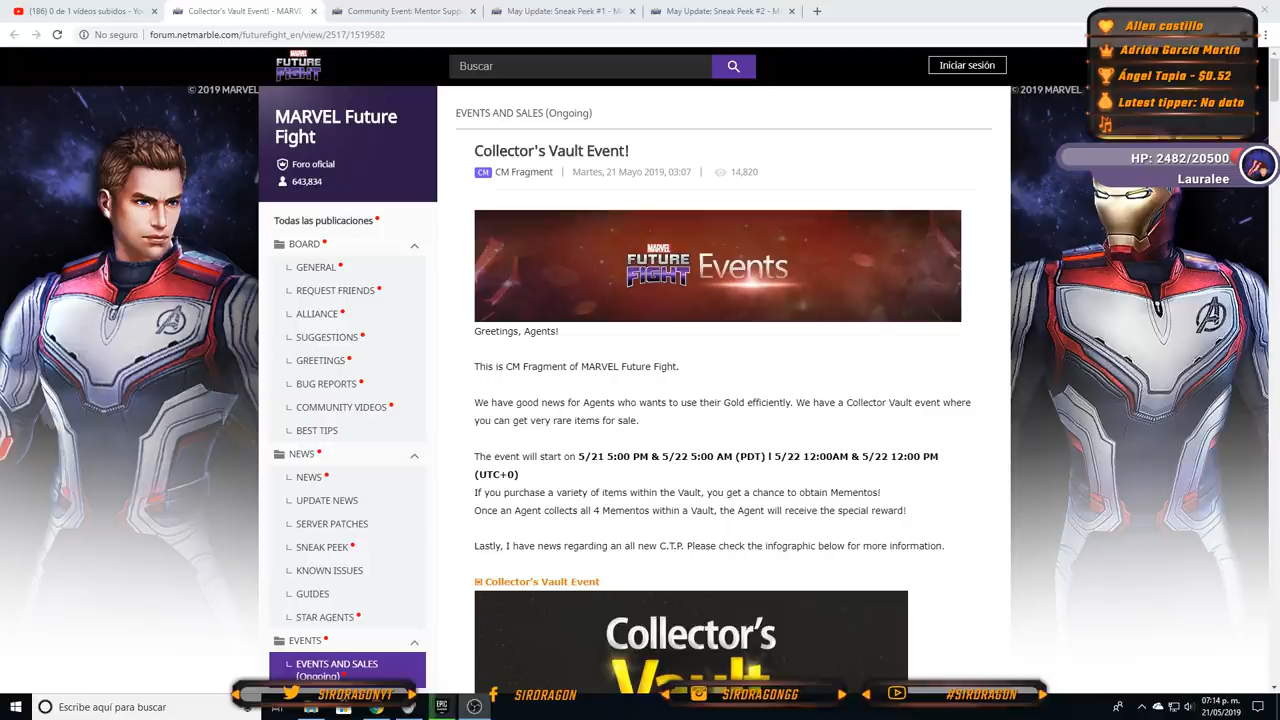 (186) 0 de 1 vídeos subidos - You
Collector's Vault Event! - MARVE
Community Event: Mentor Supp
May Update: Sneak Peek #1 - M
May Update: Sneak Peek #2 - M
No seguro
forum.netmarble.com/futurefight_en/view/2517/1519582
Allen castillo
Adrián García Martín
Ángel Tapia - $0.52
Latest tipper: No data
HP: 2482/20500
Lauralee
MARVEL
FUTURE
FIGHT
Buscar
Iniciar sesión
© 2019 MARVEL
© 2019 MARVEL
MARVEL Future
Fight
Foro oficial
643,834
Todas las publicaciones
BOARD
GENERAL
REQUEST FRIENDS
ALLIANCE
SUGGESTIONS
GREETINGS
BUG REPORTS
COMMUNITY VIDEOS
BEST TIPS
NEWS
NEWS
UPDATE NEWS
SERVER PATCHES
SNEAK PEEK
KNOWN ISSUES
GUIDES
STAR AGENTS
EVENTS
EVENTS AND SALES
(Ongoing)
EVENTS AND SALES (Ongoing)
Collector's Vault Event!
CM CM Fragment | Martes, 21 Mayo 2019, 03:07 | 14,820
MARVEL
FUTURE
FIGHT
Events
Greetings, Agents!
This is CM Fragment of MARVEL Future Fight.
We have good news for Agents who wants to use their Gold efficiently. We have a Collector Vault event where
you can get very rare items for sale.
The event will start on 5/21 5:00 PM & 5/22 5:00 AM (PDT) l 5/22 12:00AM & 5/22 12:00 PM
(UTC+0)
If you purchase a variety of items within the Vault, you get a chance to obtain Mementos!
Once an Agent collects all 4 Mementos within a Vault, the Agent will receive the special reward!
Lastly, I have news regarding an all new C.T.P. Please check the infographic below for more information.
Collector's Vault Event
Collector's
Vault
SIRDRAGONYT
SIRDRAGON
SIRDRAGONGG
#SIRDRAGON
Escribe aquí para buscar
EPIC
07:14 p. m.
21/05/2019